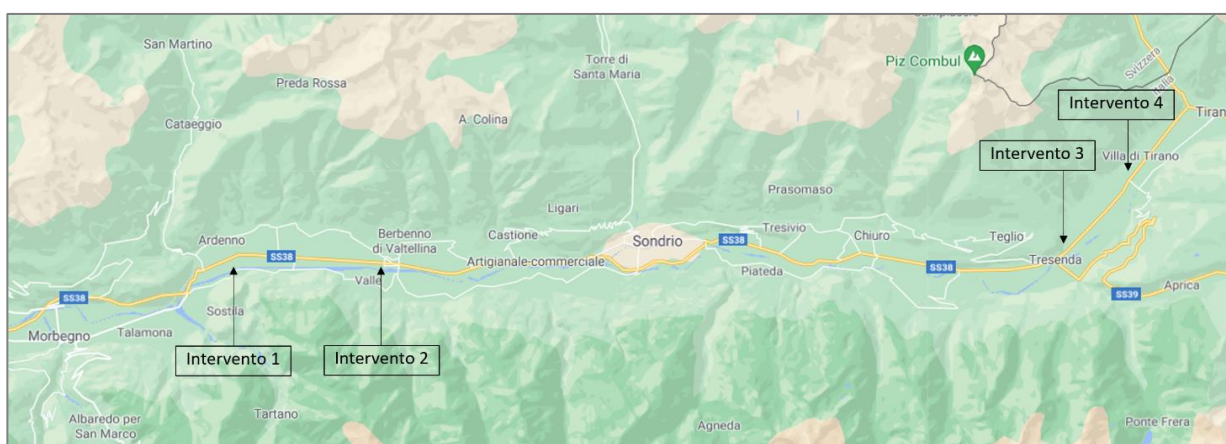 San Martino
Torre di
Santa Maria
Piz Combul
Svizzera
Italia
Preda Rossa
Intervento 4
A. Colina
Cataeggio
Intervento 3
Villa di Tirano
Prasomaso
Ligari
Ardenno
Berbenno
di Valtellina
Castione
Sondrio
Tresivio
Chiuro
Teglio
SS38
SS38
Artigianale-commerciale
Piateda
SS38
Tresenda
Valle
SS38
SS39
Aprica
Sostila
Morbegno
Talamona
Intervento 1
Intervento 2
Tartano
Albaredo per
San Marco
Agneda
Ponte Frera